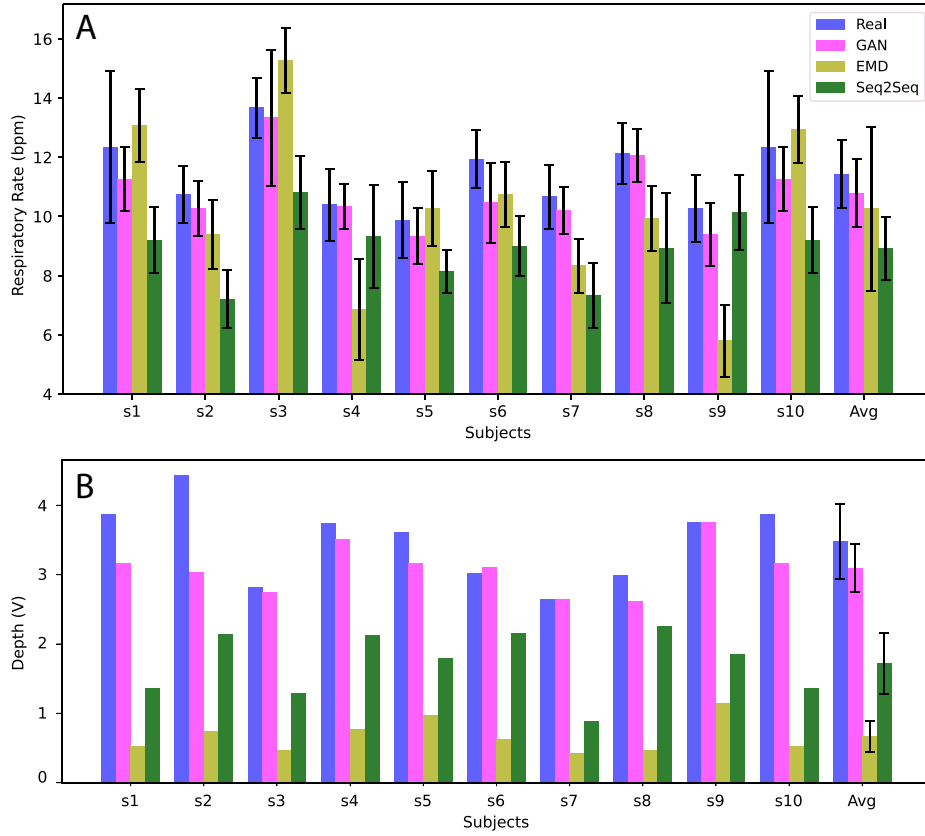 A
Real
GAN
EMD
Seq2Seq
Respiratory Rate (bpm)
16
14
12
10
8
6
4
s1 s2 s3 s4 s5 s6 s7 s8 s9 s10 Avg
Subjects
B
Depth (V)
4
3
2
1
0
s1 s2 s3 s4 s5 s6 s7 s8 s9 s10 Avg
Subjects